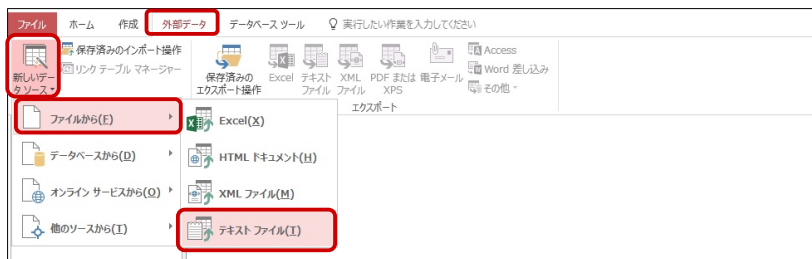 ファイル ホーム 作成 外部データ データベース ツール 実行したい作業を入力してください
新しいデータソース
保存済みのインポート操作
リンク テーブル マネージャー
保存済みの
エクスポート操作
Excel
テキスト
ファイル
XML
ファイル
PDF または
XPS
電子メール
Access
Word 差し込み
その他
エクスポート
ファイルから(F)
データベースから(D)
オンライン サービスから(O)
他のソースから(I)
Excel(X)
HTML ドキュメント(H)
XML ファイル(M)
テキスト ファイル(T)